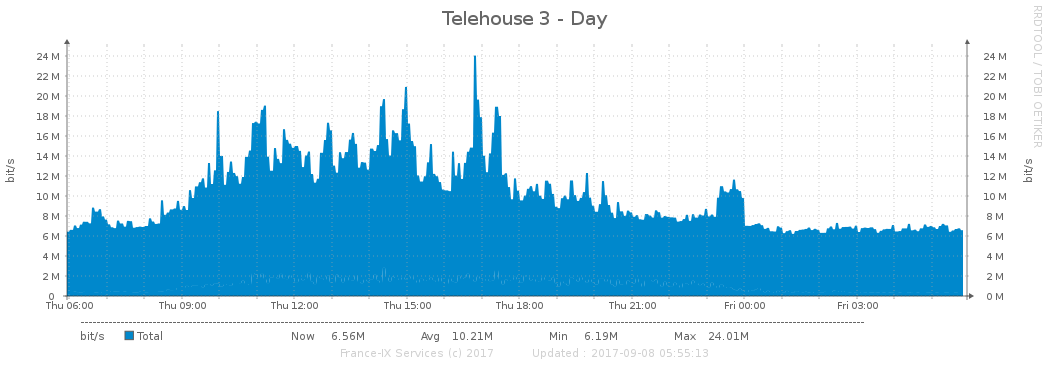 Telehouse 3 - Day
RRDTOOL / TOBI OETIKER
bit/s
24 M 24 M
22 M 22 M
20 M 20 M
18 M 18 M
16 M 16 M
14 M 14 M
12 M 12 M
10 M 10 M
8 M 8 M
6 M 6 M
4 M 4 M
2 M 2 M
0 0 M
bit/s
Thu 06:00 Thu 09:00 Thu 12:00 Thu 15:00 Thu 18:00 Thu 21:00 Fri 00:00 Fri 03:00
bit/s Total Now 6.56M Avg 10.21M Min 6.19M Max 24.01M
France-IX Services (c) 2017 Updated : 2017-09-08 05:55:13